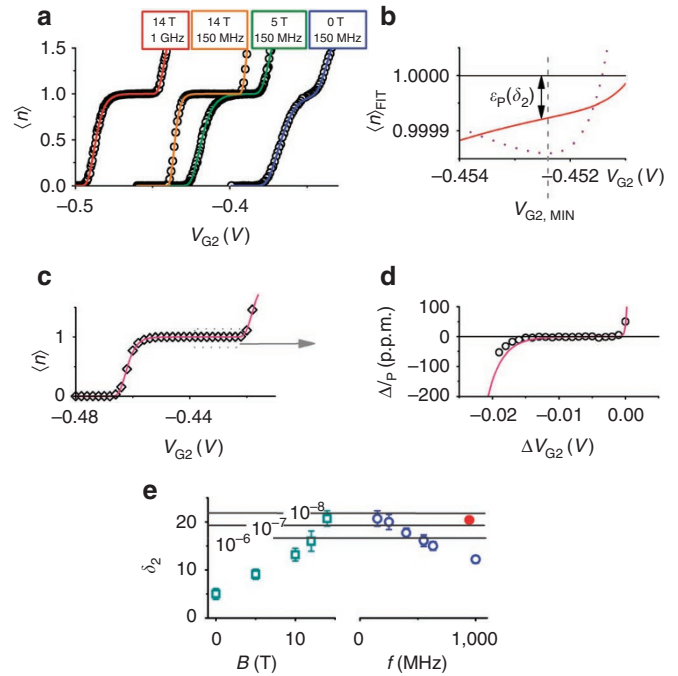 a
14 T 14 T 5 T 0 T
1 GHz 150 MHz 150 MHz 150 MHz
1.5
1.0
0.5
0.0
⟨n⟩
−0.5 −0.4
V_G2 (V)
b
1.0000
0.9999
⟨n⟩_FIT
ε_P(δ_2)
−0.454 −0.452 V_G2 (V)
V_G2, MIN
c
1
0
⟨n⟩
−0.48 −0.44
V_G2 (V)
d
100
0
−100
−200
Δ/_P (p.p.m.)
−0.02 −0.01 0.00
ΔV_G2 (V)
e
20
10
0
δ_2
10^−8
10^−7
10^−6
0 10 0 1,000
B (T) f (MHz)